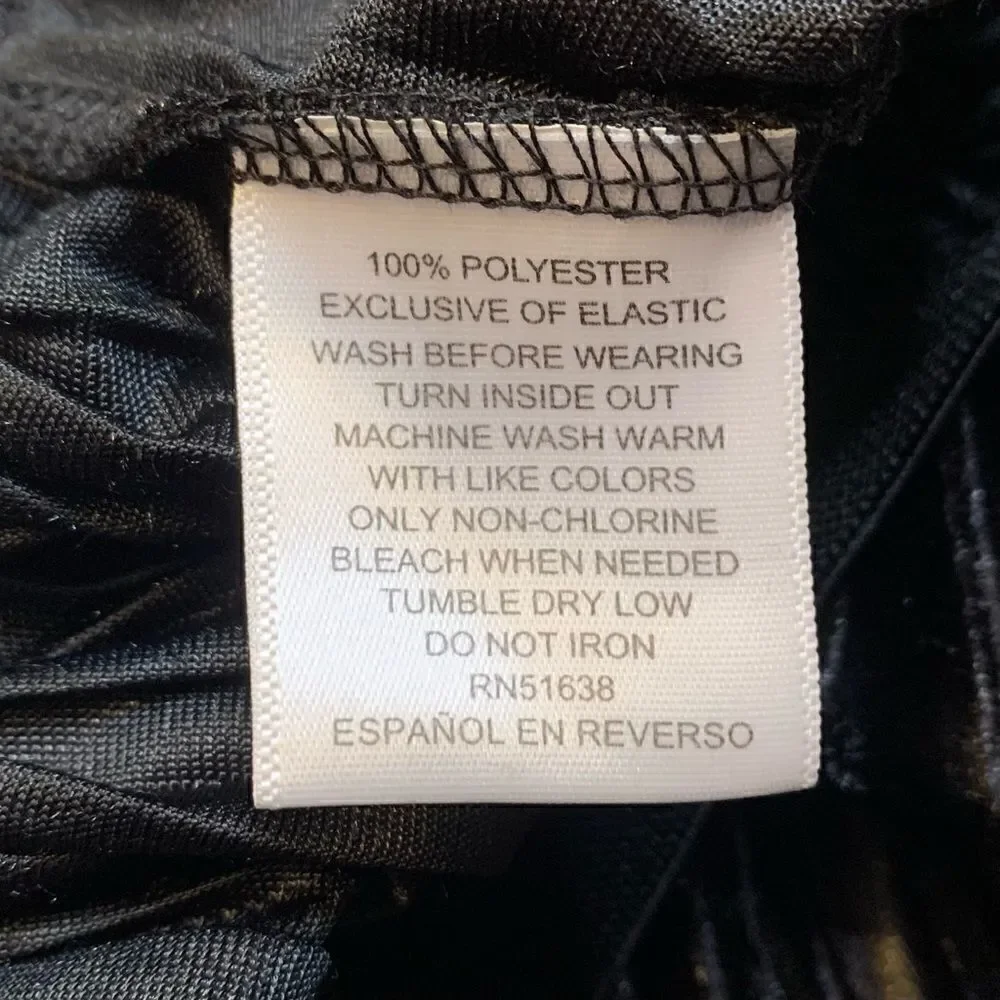 100% POLYESTER
EXCLUSIVE OF ELASTIC
WASH BEFORE WEARING
TURN INSIDE OUT
MACHINE WASH WARM
WITH LIKE COLORS
ONLY NON-CHLORINE
BLEACH WHEN NEEDED
TUMBLE DRY LOW
DO NOT IRON
RN51638
ESPAÑOL EN REVERSO